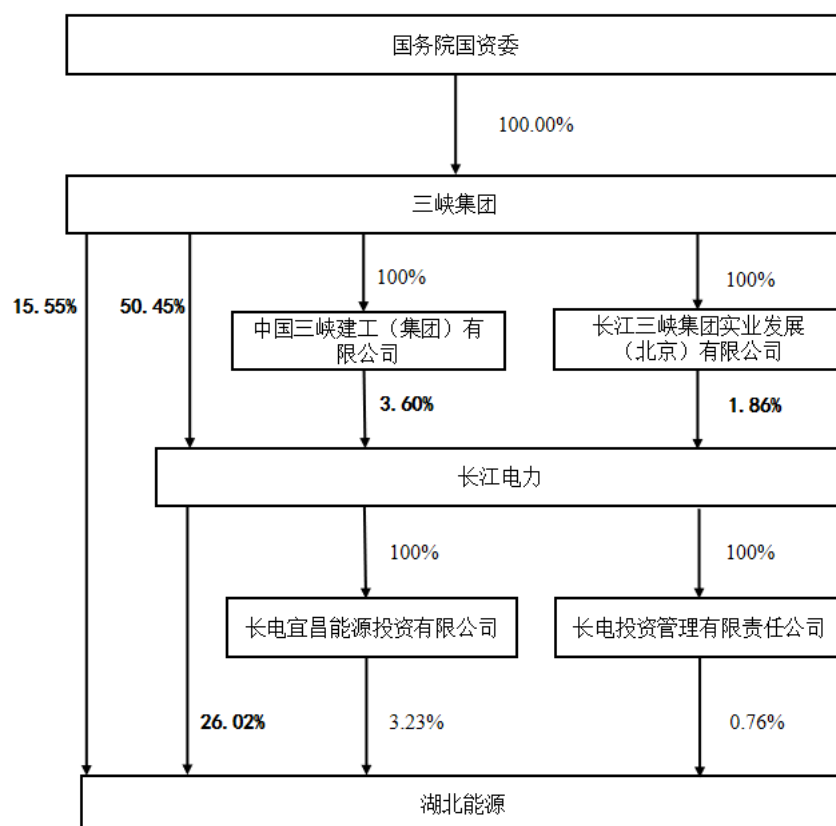 国务院国资委
100.00%
三峡集团
15.55%
50.45%
100%
100%
中国三峡建工（集团）有
限公司
长江三峡集团实业发展
（北京）有限公司
3.60%
1.86%
长江电力
100%
100%
长电宜昌能源投资有限公司
长电投资管理有限责任公司
26.02%
3.23%
0.76%
湖北能源